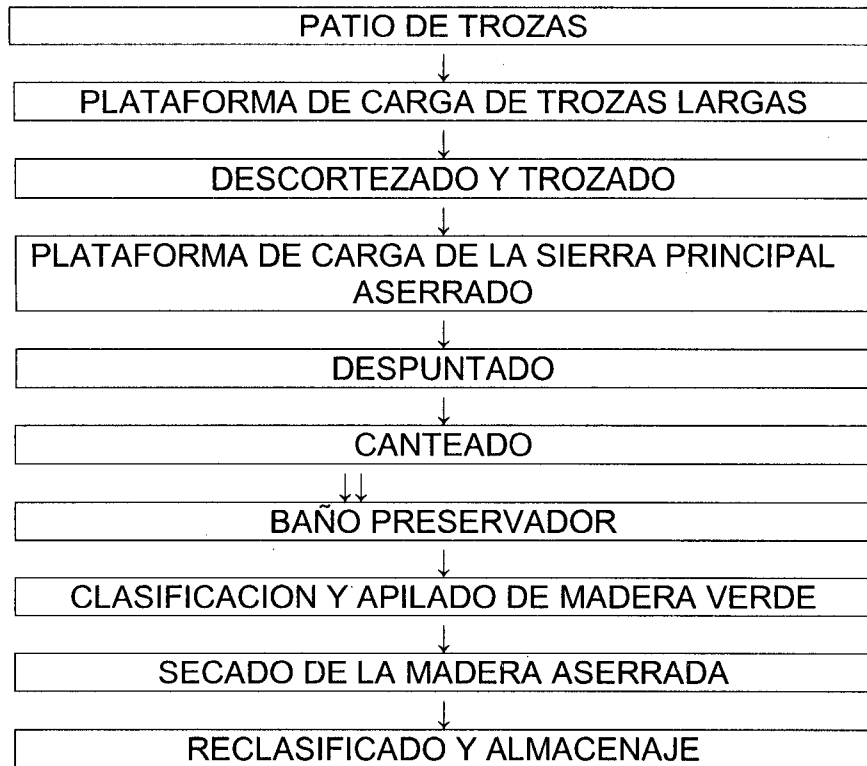 PATIO DE TROZAS
↓
PLATAFORMA DE CARGA DE TROZAS LARGAS
↓
DESCORTEZADO Y TROZADO
↓
PLATAFORMA DE CARGA DE LA SIERRA PRINCIPAL
ASERRADO
↓
DESPUNTADO
↓
CANTEADO
↓↓
BAÑO PRESERVADOR
↓
CLASIFICACION Y APILADO DE MADERA VERDE
↓
SECADO DE LA MADERA ASERRADA
↓
RECLASIFICADO Y ALMACENAJE